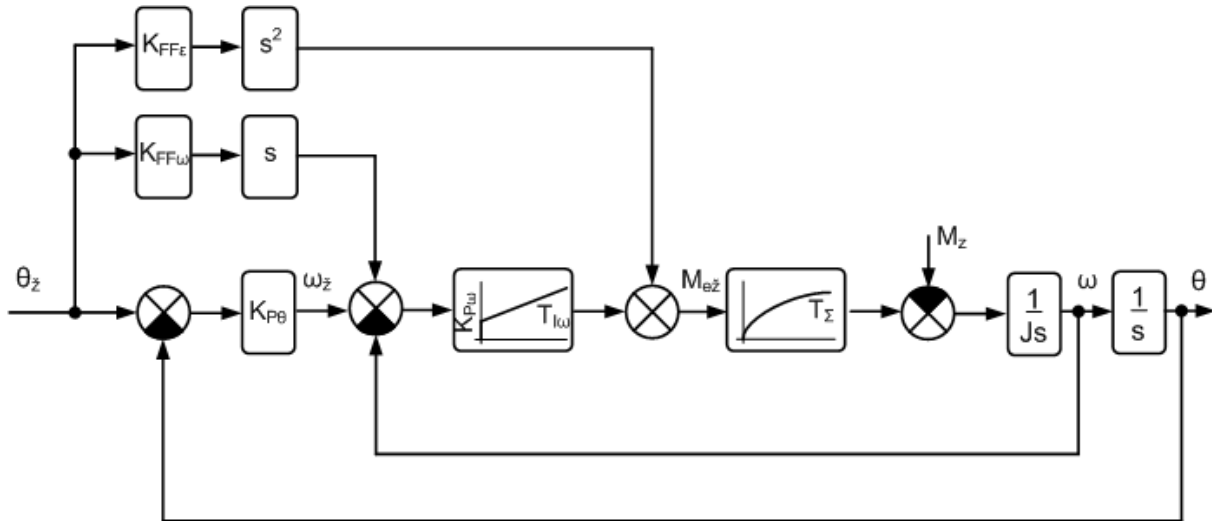 K_FFε
s²
K_FFω
s
θ_ž
K_Pθ
ω_ž
K_Pω
T_Iω
M_ež
T_Σ
M_z
1
Js
ω
1
s
θ